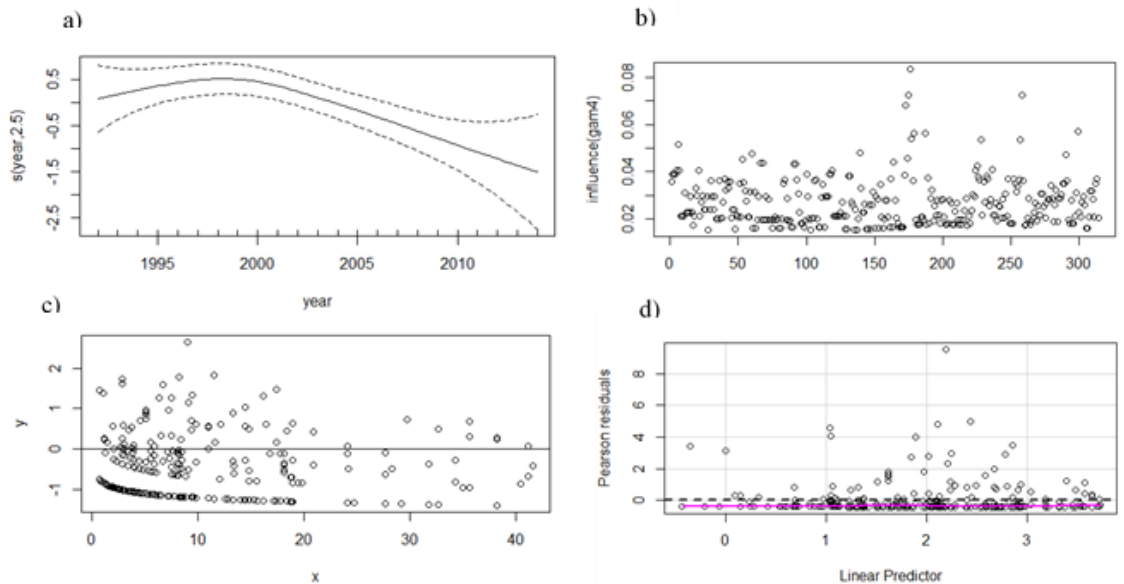 a)
s(year,2.5)
0.5
-0.5
-1.5
-2.5
1995 2000 2005 2010
year
b)
influence(gam4)
0.08
0.06
0.04
0.02
0 50 100 150 200 250 300
c)
y
2
1
0
-1
0 10 20 30 40
x
d)
Pearson residuals
8
6
4
2
0
0 1 2 3
Linear Predictor